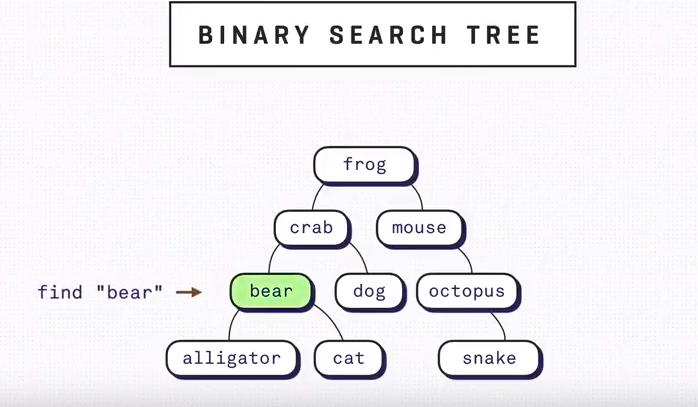 BINARY SEARCH TREE
frog
crab mouse
find "bear" bear dog octopus
alligator cat snake